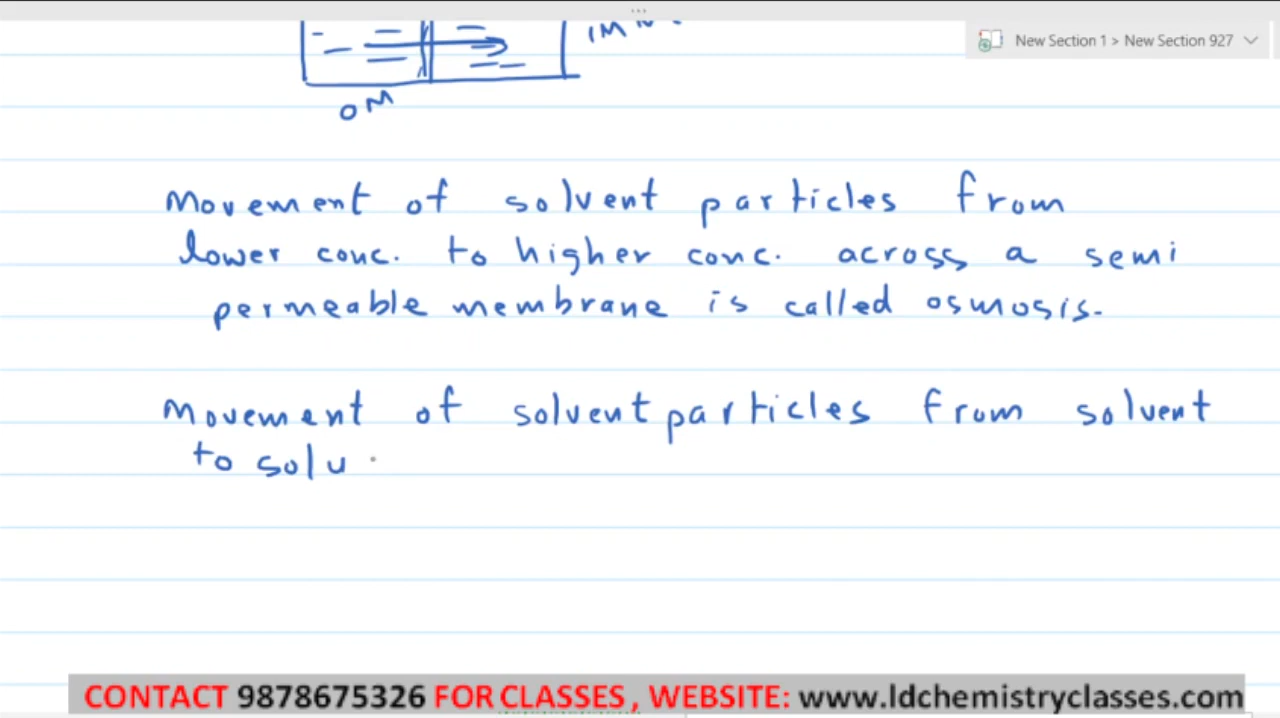 New Section 1 > New Section 927
0M
Movement of solvent particles from
lower conc. to higher conc. across a semi
permeable membrane is called osmosis.
Movement of solvent particles from solvent
to solu
CONTACT 9878675326 FOR CLASSES , WEBSITE: www.ldchemistryclasses.com